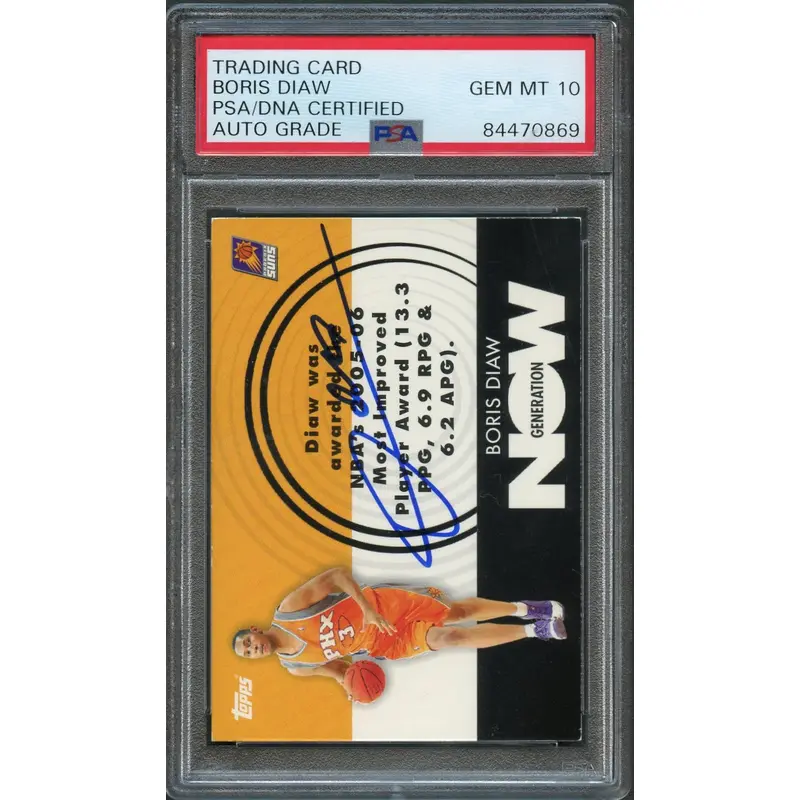 TRADING CARD
BORIS DIAW
PSA/DNA CERTIFIED
AUTO GRADE
GEM MT 10
84470869
PSA
SUNS
Diaw was
awarded the
NBA's 2005-06
Most Improved
Player Award (13.3
PPG, 6.9 RPG &
6.2 APG).
BORIS DIAW
NOW
GENERATION
PHX
3
Topps